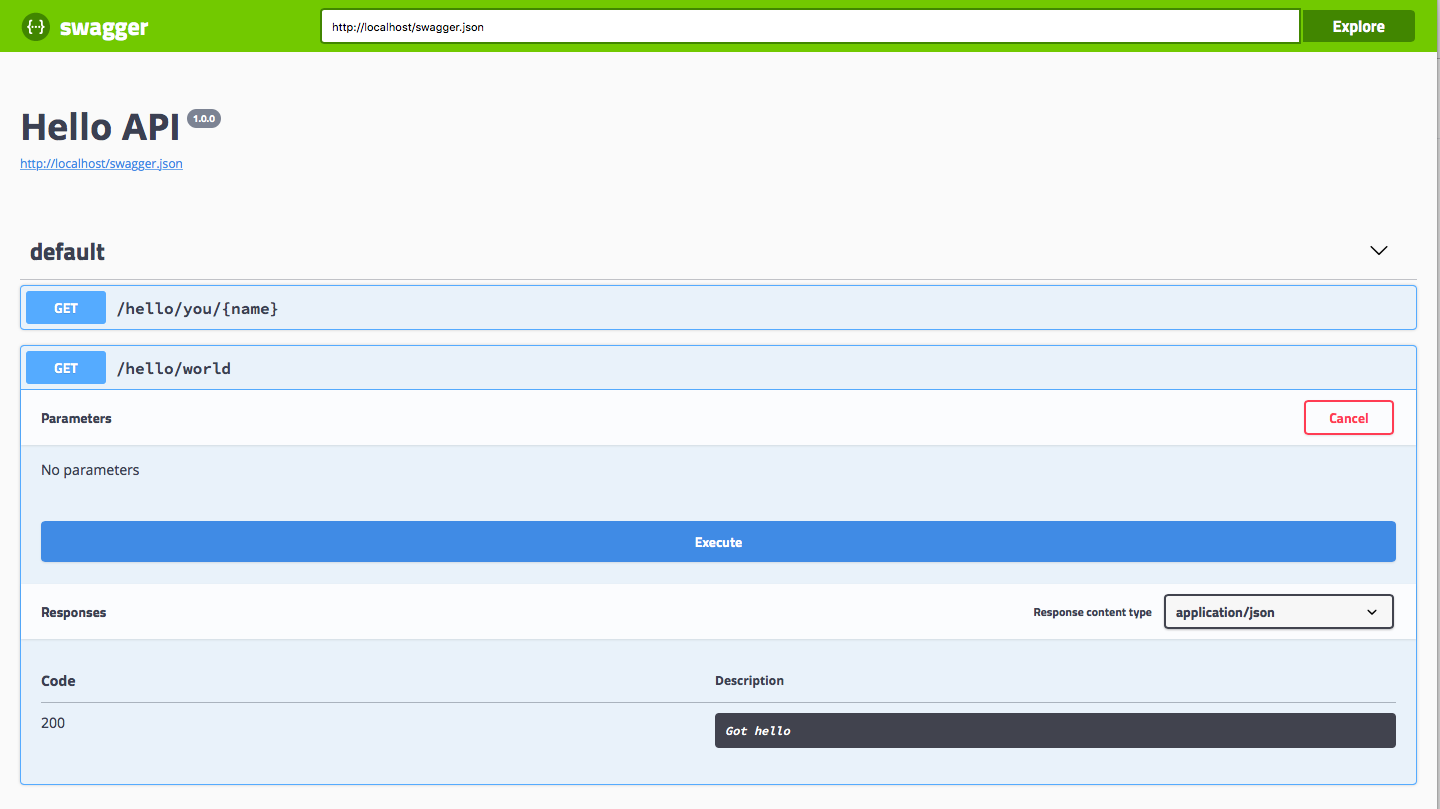 {···} swagger
http://localhost/swagger.json
Explore
Hello API 1.0.0
http://localhost/swagger.json
default
GET /hello/you/{name}
GET /hello/world
Parameters
Cancel
No parameters
Execute
Responses
Response content type
application/json
Code Description
200
Got hello